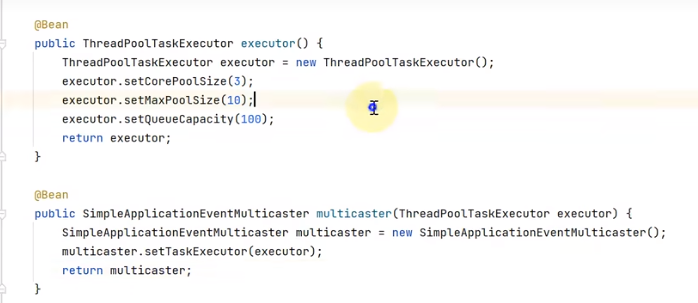 @Bean
public ThreadPoolTaskExecutor executor() {
    ThreadPoolTaskExecutor executor = new ThreadPoolTaskExecutor();
    executor.setCorePoolSize(3);
    executor.setMaxPoolSize(10);
    executor.setQueueCapacity(100);
    return executor;
}
@Bean
public SimpleApplicationEventMulticaster multicaster(ThreadPoolTaskExecutor executor) {
    SimpleApplicationEventMulticaster multicaster = new SimpleApplicationEventMulticaster();
    multicaster.setTaskExecutor(executor);
    return multicaster;
}